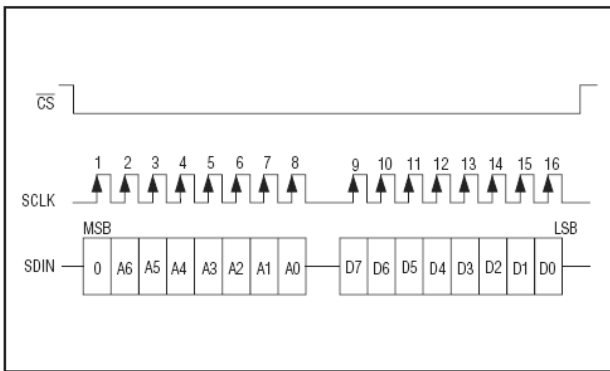 CS
1 2 3 4 5 6 7 8 9 10 11 12 13 14 15 16
SCLK
MSB LSB
SDIN 0 A6 A5 A4 A3 A2 A1 A0 D7 D6 D5 D4 D3 D2 D1 D0